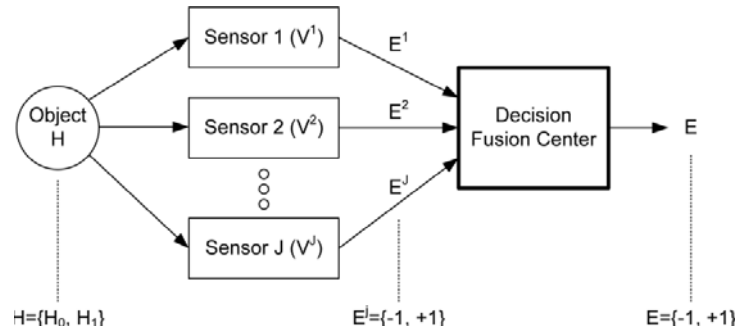 Object
H
Sensor 1 (V¹)
Sensor 2 (V²)
Sensor J (Vᴶ)
E¹
E²
Eᴶ
Decision
Fusion Center
E
H={H₀, H₁}
Eʲ={-1, +1}
E={-1, +1}